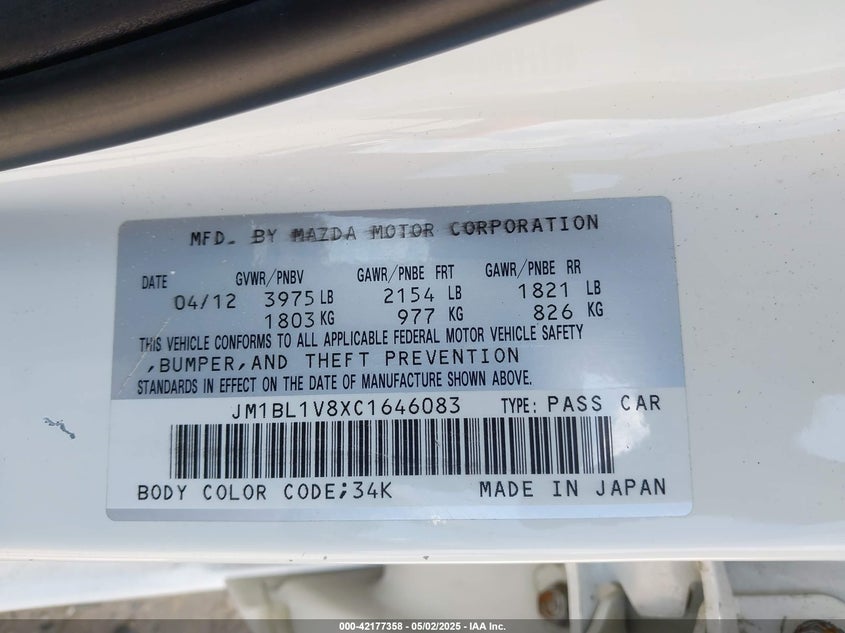 MFD. BY MAZDA MOTOR CORPORATION
DATE GVWR/PNBV GAWR/PNBE FRT GAWR/PNBE RR
04/12 3975 LB 2154 LB 1821 LB
1803 KG 977 KG 826 KG
THIS VEHICLE CONFORMS TO ALL APPLICABLE FEDERAL MOTOR VEHICLE SAFETY
,BUMPER,AND THEFT PREVENTION
STANDARDS IN EFFECT ON THE DATE OF MANUFACTURE SHOWN ABOVE.
JM1BL1V8XC1646083 TYPE: PASS CAR
BODY COLOR CODE;34K MADE IN JAPAN
000-42177358 - 05/02/2025 - IAA Inc.